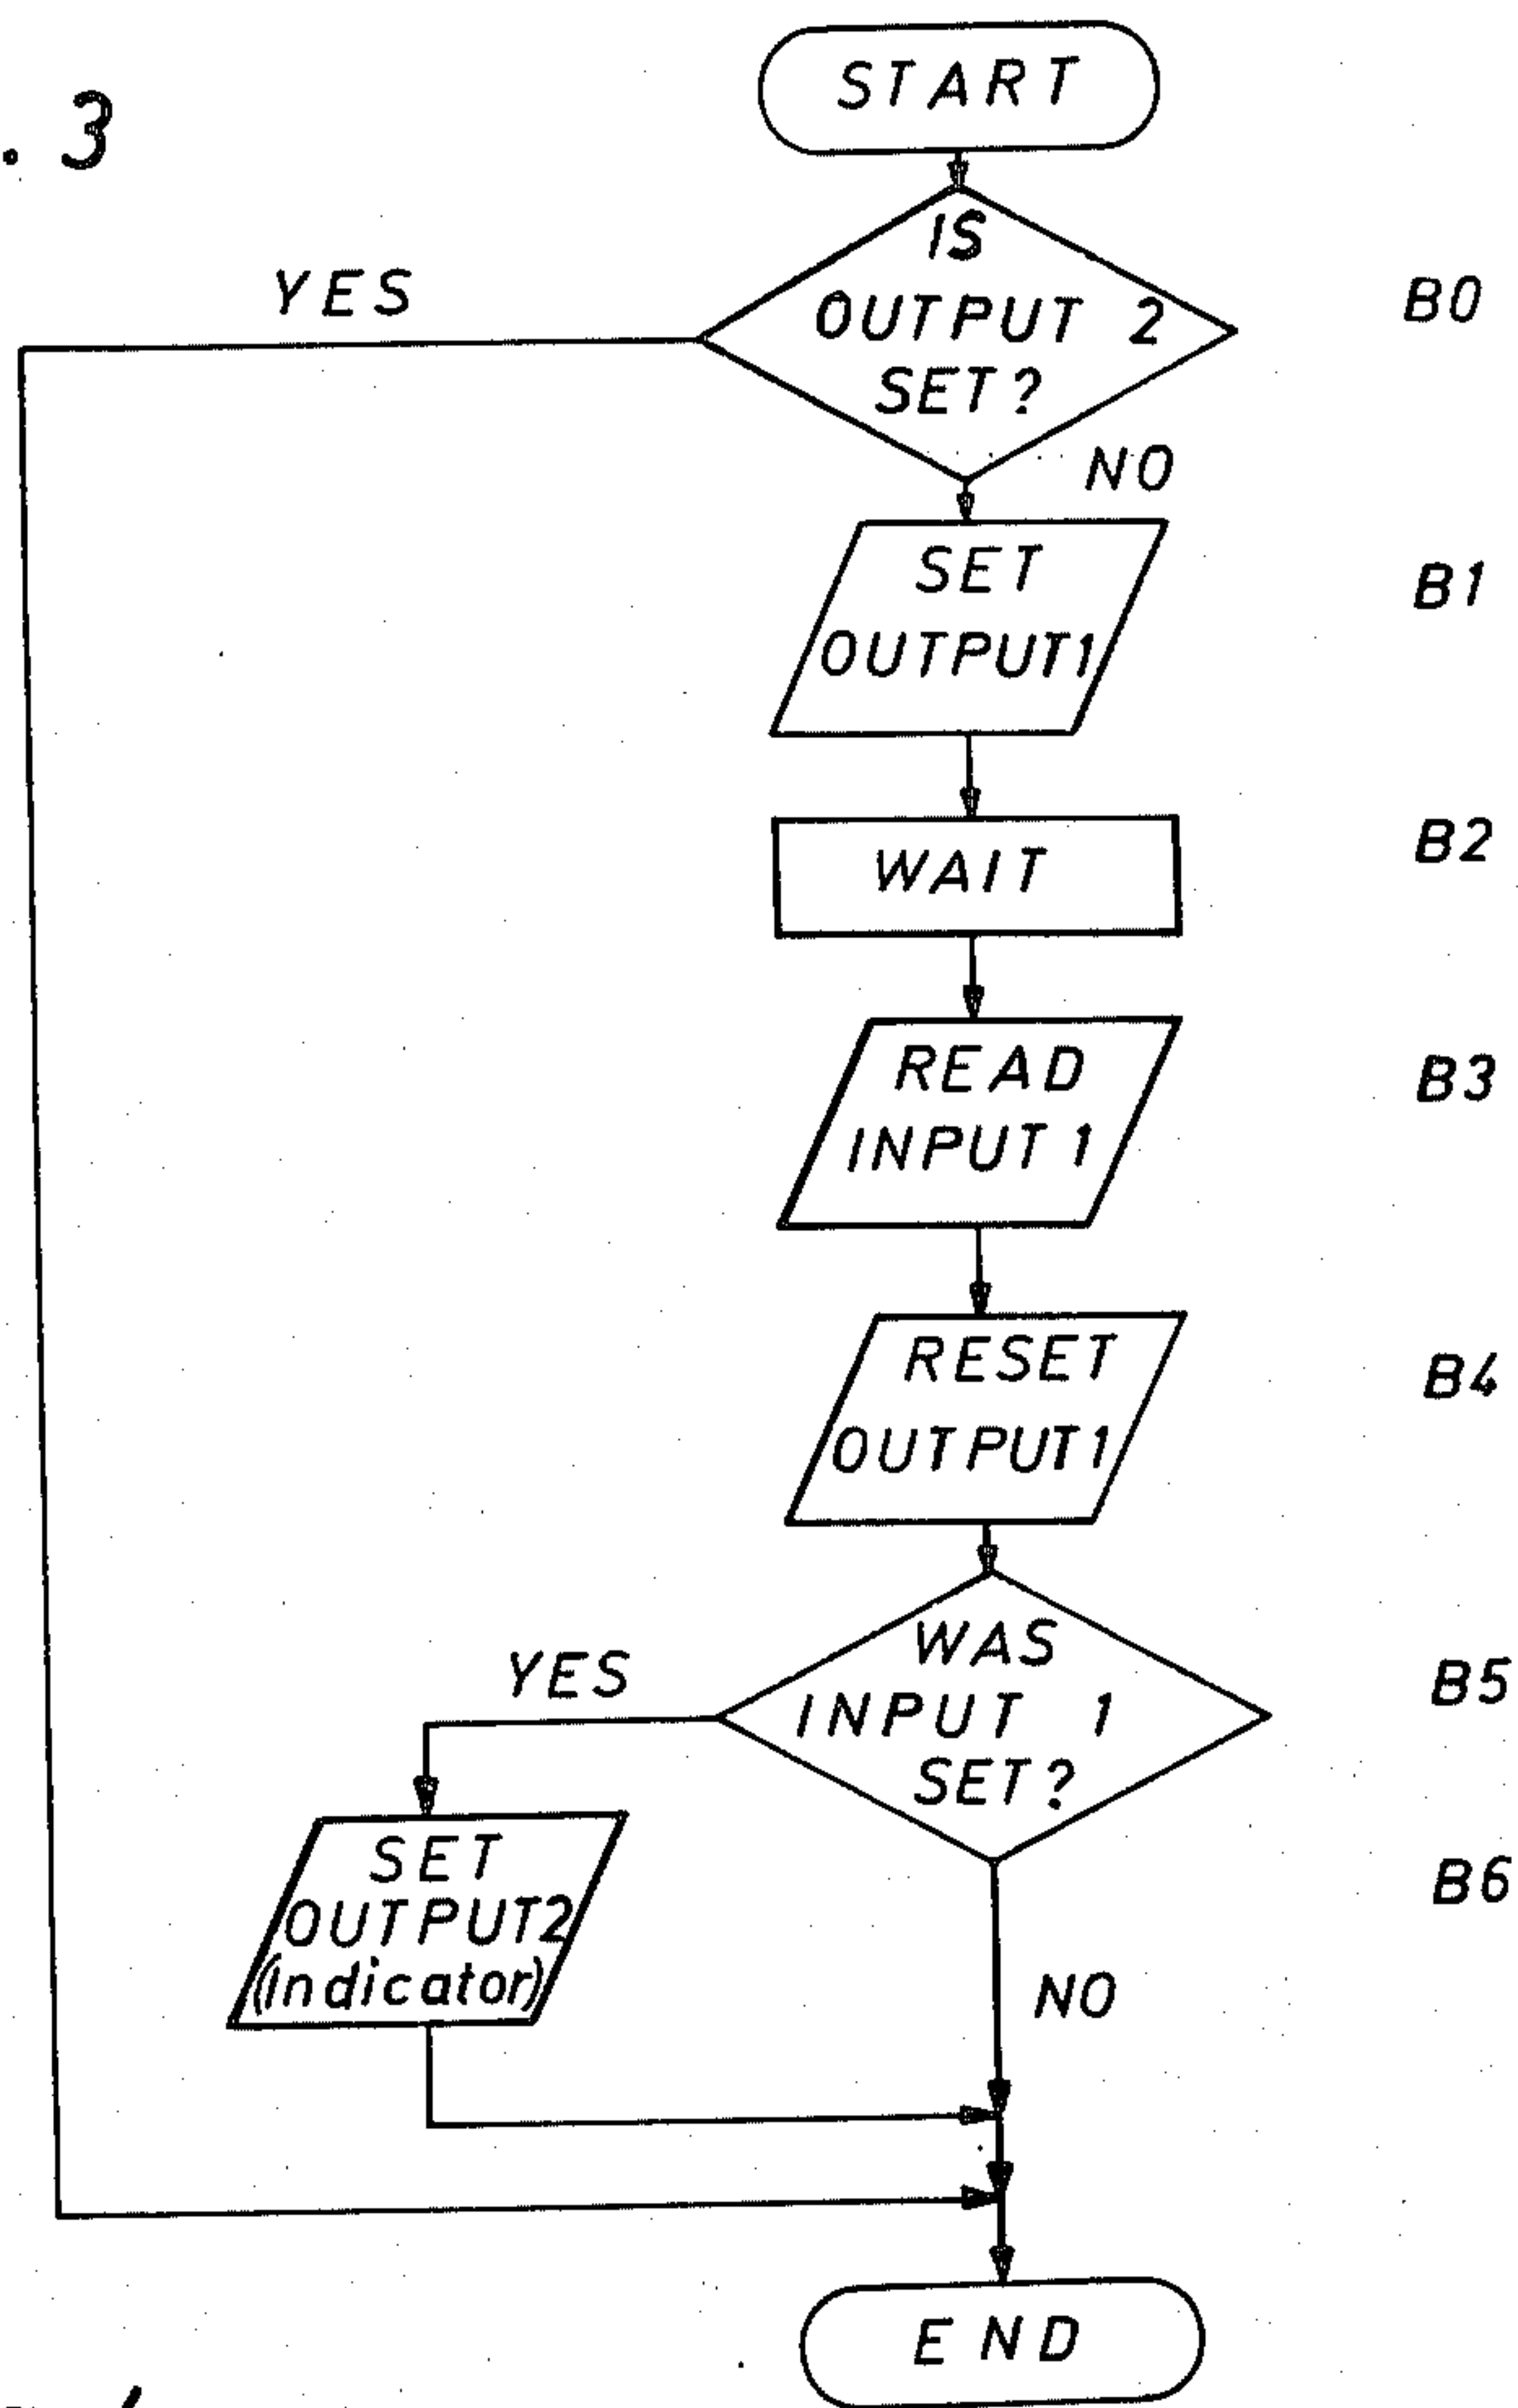 . 3
START
IS
OUTPUT 2
SET?
YES
B0
NO
SET
OUTPUT1
B1
WAIT
B2
READ
INPUT 1
B3
RESET
OUTPUT1
B4
WAS
INPUT 1
SET?
YES
B5
SET
OUTPUT2
(Indicator)
B6
NO
END